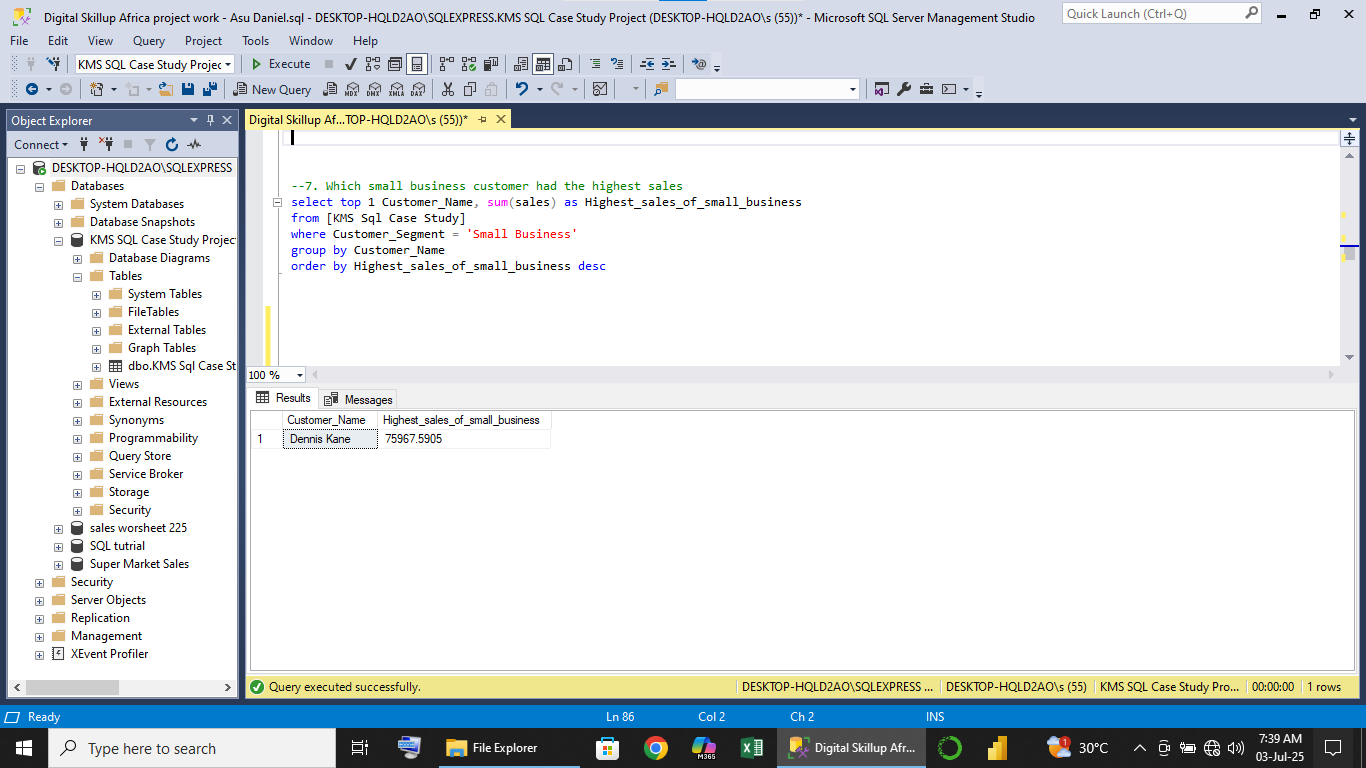 Digital Skillup Africa project work - Asu Daniel.sql - DESKTOP-HQLD2AO\SQLEXPRESS.KMS SQL Case Study Project (DESKTOP-HQLD2AO\s (55))* - Microsoft SQL Server Management Studio
Quick Launch (Ctrl+Q)
File Edit View Query Project Tools Window Help
KMS SQL Case Study Projec
Execute
New Query
MDX DMX XMLA DAX
Object Explorer
Digital Skillup Af...TOP-HQLD2AO\s (55))*
Connect
DESKTOP-HQLD2AO\SQLEXPRESS
Databases
System Databases
Database Snapshots
KMS SQL Case Study Projec
Database Diagrams
Tables
System Tables
FileTables
External Tables
Graph Tables
dbo.KMS Sql Case St
Views
External Resources
Synonyms
Programmability
Query Store
Service Broker
Storage
Security
sales worsheet 225
SQL tutrial
Super Market Sales
Security
Server Objects
Replication
Management
XEvent Profiler
--7. Which small business customer had the highest sales
select top 1 Customer_Name, sum(sales) as Highest_sales_of_small_business
from [KMS Sql Case Study]
where Customer_Segment = 'Small Business'
group by Customer_Name
order by Highest_sales_of_small_business desc
100 %
Results Messages
Customer_Name Highest_sales_of_small_business
1 Dennis Kane 75967.5905
Query executed successfully.
DESKTOP-HQLD2AO\SQLEXPRESS ... DESKTOP-HQLD2AO\s (55) KMS SQL Case Study Pro... 00:00:00 1 rows
Ready Ln 86 Col 2 Ch 2 INS
Type here to search
File Explorer
M365
Digital Skillup Afr...
1
30°C
7:39 AM
03-Jul-25